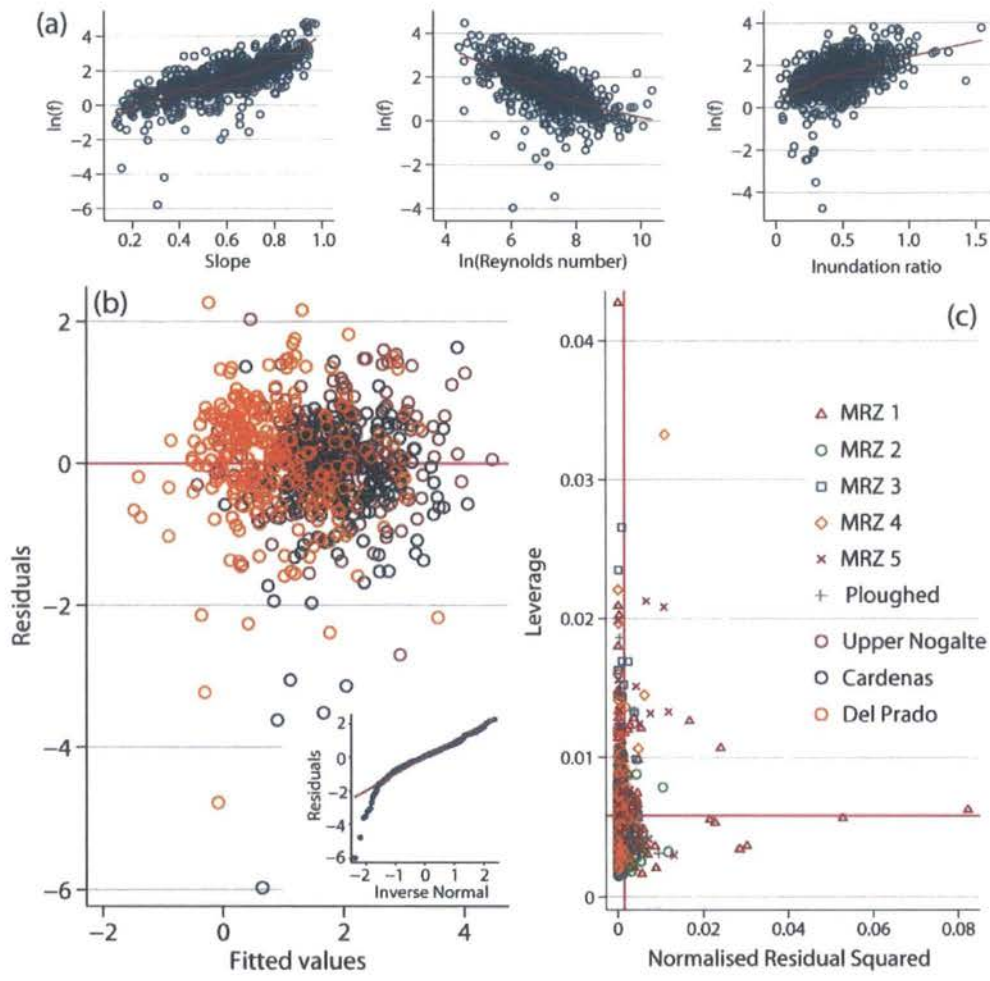 (a)
ln(f)
4
2
0
−2
−4
−6
0.2 0.4 0.6 0.8 1.0
Slope
ln(f)
4
2
0
−2
−4
4 6 8 10
ln(Reynolds number)
ln(f)
4
2
0
−2
−4
0 0.5 1.0 1.5
Inundation ratio
(b)
Residuals
2
0
−2
−4
−6
−2 0 2 4
Fitted values
Residuals
2
0
−2
−4
−6
−2 0 2
Inverse Normal
(c)
Leverage
0.04
0.03
0.02
0.01
0
0 0.02 0.04 0.06 0.08
Normalised Residual Squared
MRZ 1
MRZ 2
MRZ 3
MRZ 4
MRZ 5
Ploughed
Upper Nogalte
Cardenas
Del Prado